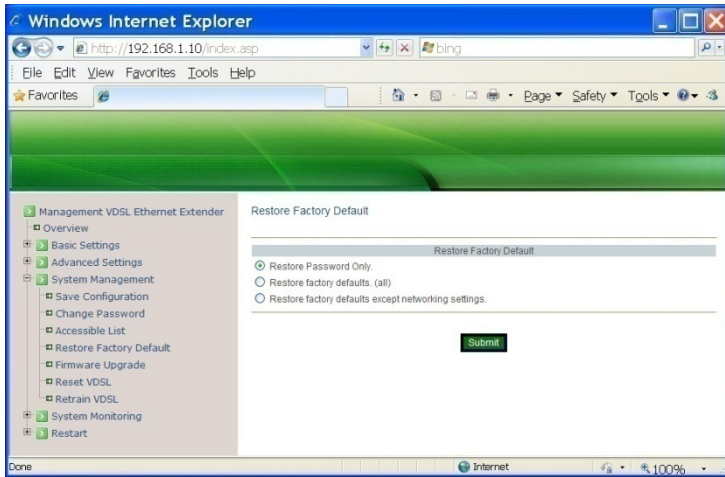 Windows Internet Explorer
http://192.168.1.10/index.asp
bing
File Edit View Favorites Tools Help
Favorites
Page Safety Tools
Management VDSL Ethernet Extender
Overview
Basic Settings
Advanced Settings
System Management
Save Configuration
Change Password
Accessible List
Restore Factory Default
Firmware Upgrade
Reset VDSL
Retrain VDSL
System Monitoring
Restart
Restore Factory Default
Restore Factory Default
Restore Password Only.
Restore factory defaults. (all)
Restore factory defaults except networking settings.
Submit
Done
Internet
100%